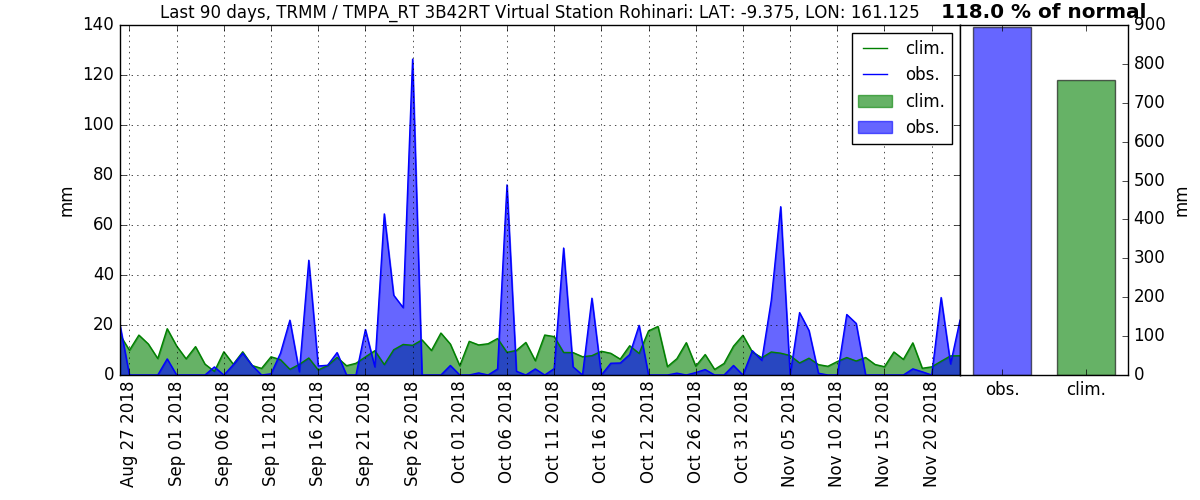 Last 90 days, TRMM / TMPA_RT 3B42RT Virtual Station Rohinari: LAT: -9.375, LON: 161.125
118.0 % of normal
140
120
100
80
60
40
20
0
mm
clim.
obs.
clim.
obs.
900
800
700
600
500
400
300
200
100
0
mm
obs.
clim.
Aug 27 2018
Sep 01 2018
Sep 06 2018
Sep 11 2018
Sep 16 2018
Sep 21 2018
Sep 26 2018
Oct 01 2018
Oct 06 2018
Oct 11 2018
Oct 16 2018
Oct 21 2018
Oct 26 2018
Oct 31 2018
Nov 05 2018
Nov 10 2018
Nov 15 2018
Nov 20 2018